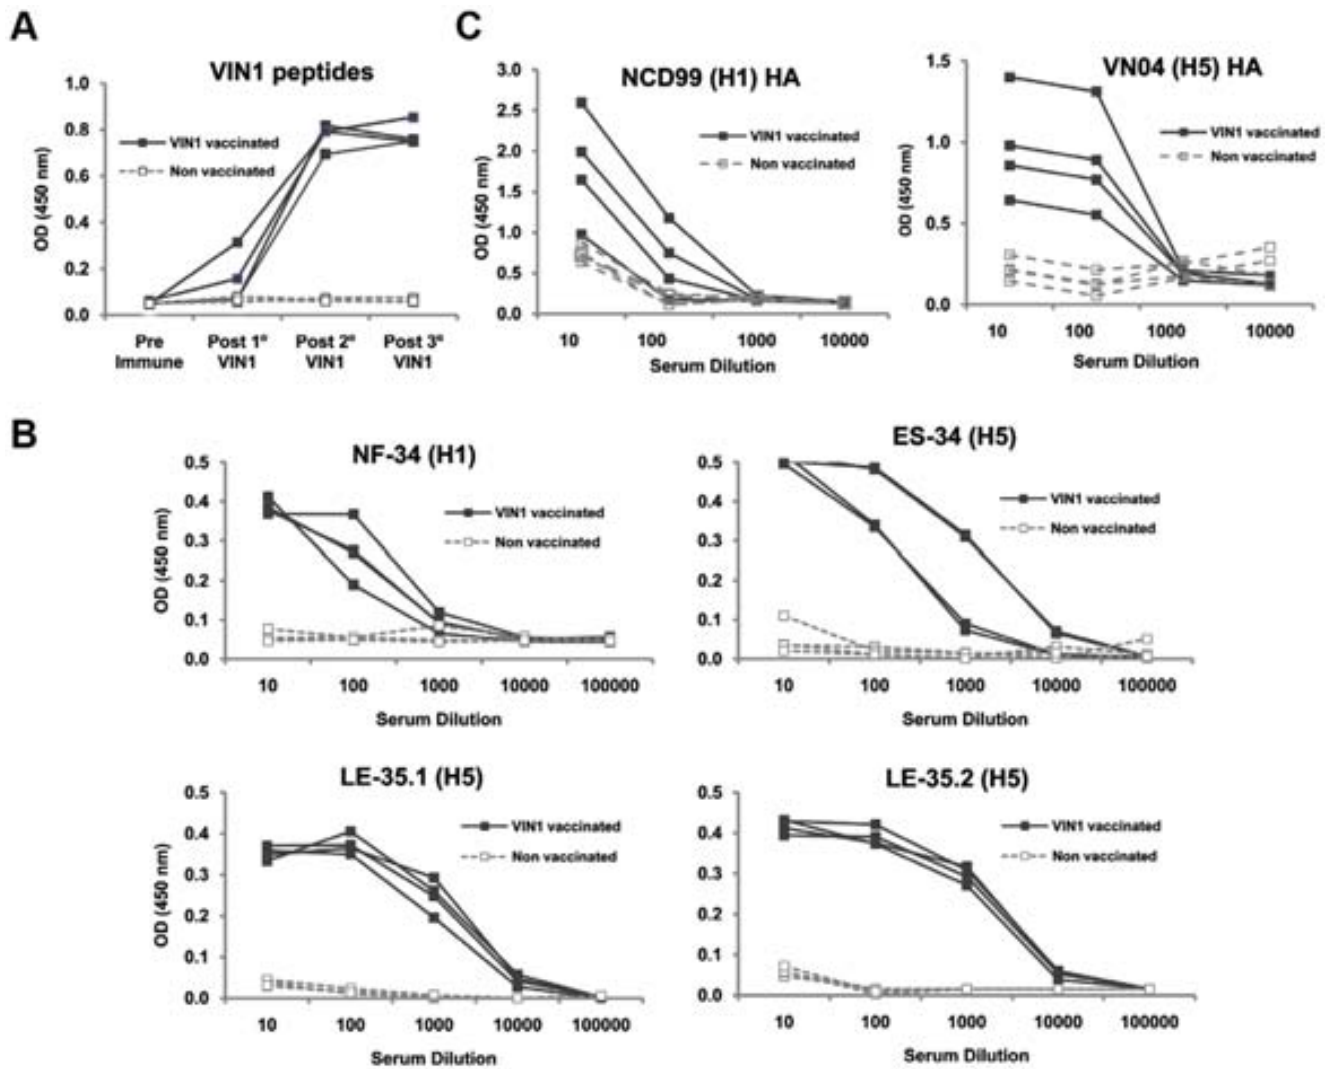 A
VIN1 peptides
1.0
0.8
0.6
0.4
0.2
0.0
OD (450 nm)
VIN1 vaccinated
Non vaccinated
Pre Immune
Post 1º VIN1
Post 2º VIN1
Post 3º VIN1
C
NCD99 (H1) HA
3.0
2.5
2.0
1.5
1.0
0.5
0.0
OD (450 nm)
VIN1 vaccinated
Non vaccinated
10 100 1000 10000
Serum Dilution
VN04 (H5) HA
1.5
1.0
0.5
0.0
OD (450 nm)
VIN1 vaccinated
Non vaccinated
10 100 1000 10000
Serum Dilution
B
NF-34 (H1)
0.5
0.4
0.3
0.2
0.1
0.0
OD (450 nm)
VIN1 vaccinated
Non vaccinated
10 100 1000 10000 100000
Serum Dilution
ES-34 (H5)
0.5
0.4
0.3
0.2
0.1
0.0
VIN1 vaccinated
Non vaccinated
10 100 1000 10000 100000
Serum Dilution
LE-35.1 (H5)
0.5
0.4
0.3
0.2
0.1
0.0
OD (450 nm)
VIN1 vaccinated
Non vaccinated
10 100 1000 10000 100000
Serum Dilution
LE-35.2 (H5)
0.5
0.4
0.3
0.2
0.1
0.0
VIN1 vaccinated
Non vaccinated
10 100 1000 10000 100000
Serum Dilution